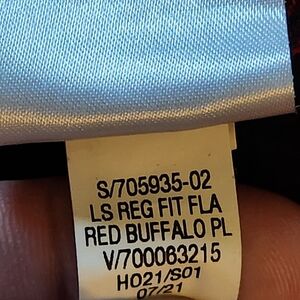 S/705935-02
LS REG FIT FLA
RED BUFFALO PL
V/700063215
H021/S01
07/21